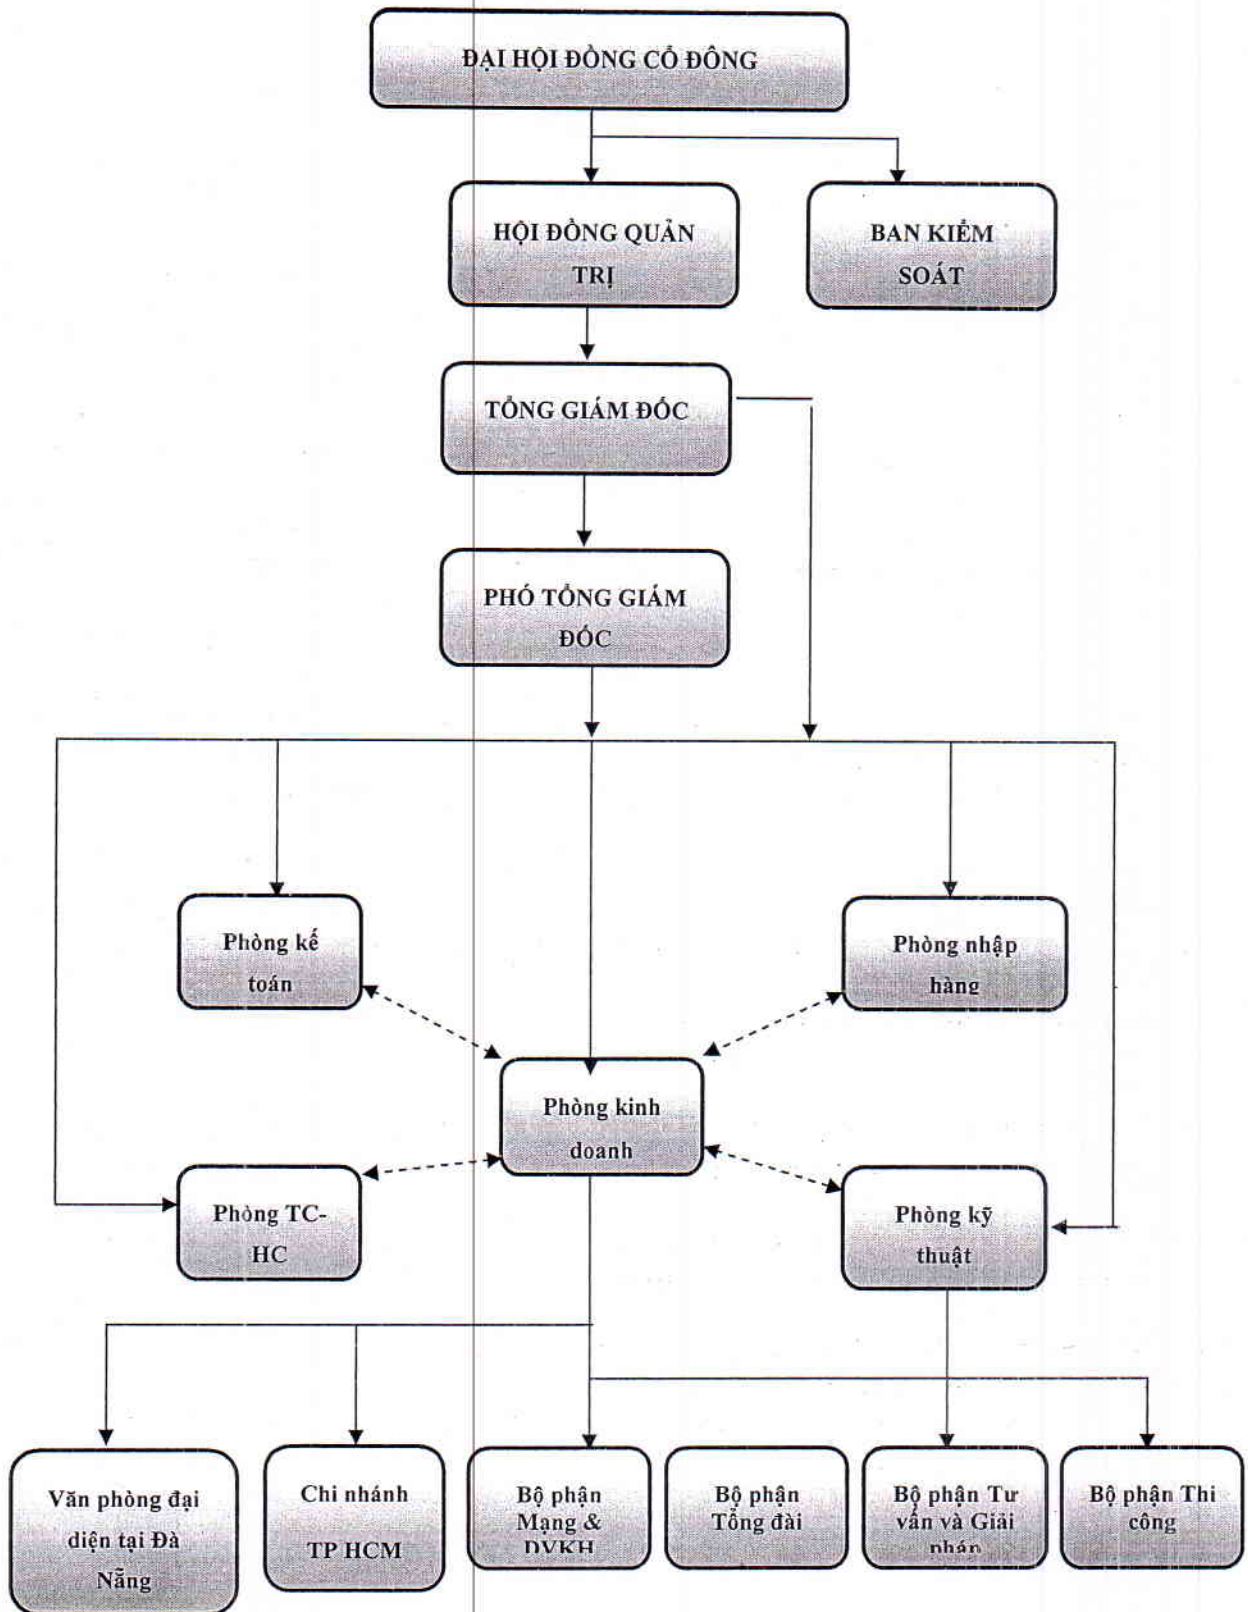 ĐẠI HỘI ĐỒNG CỔ ĐÔNG
HỘI ĐỒNG QUẢN
TRỊ
BAN KIỂM
SOÁT
TỔNG GIÁM ĐỐC
PHÓ TỔNG GIÁM
ĐỐC
Phòng kế
toán
Phòng nhập
hàng
Phòng kinh
doanh
Phòng TC-
HC
Phòng kỹ
thuật
Văn phòng đại
diện tại Đà
Nẵng
Chi nhánh
TP HCM
Bộ phận
Mạng &
DVKH
Bộ phận
Tổng đài
Bộ phận Tư
vấn và Giải
pháp
Bộ phận Thi
công